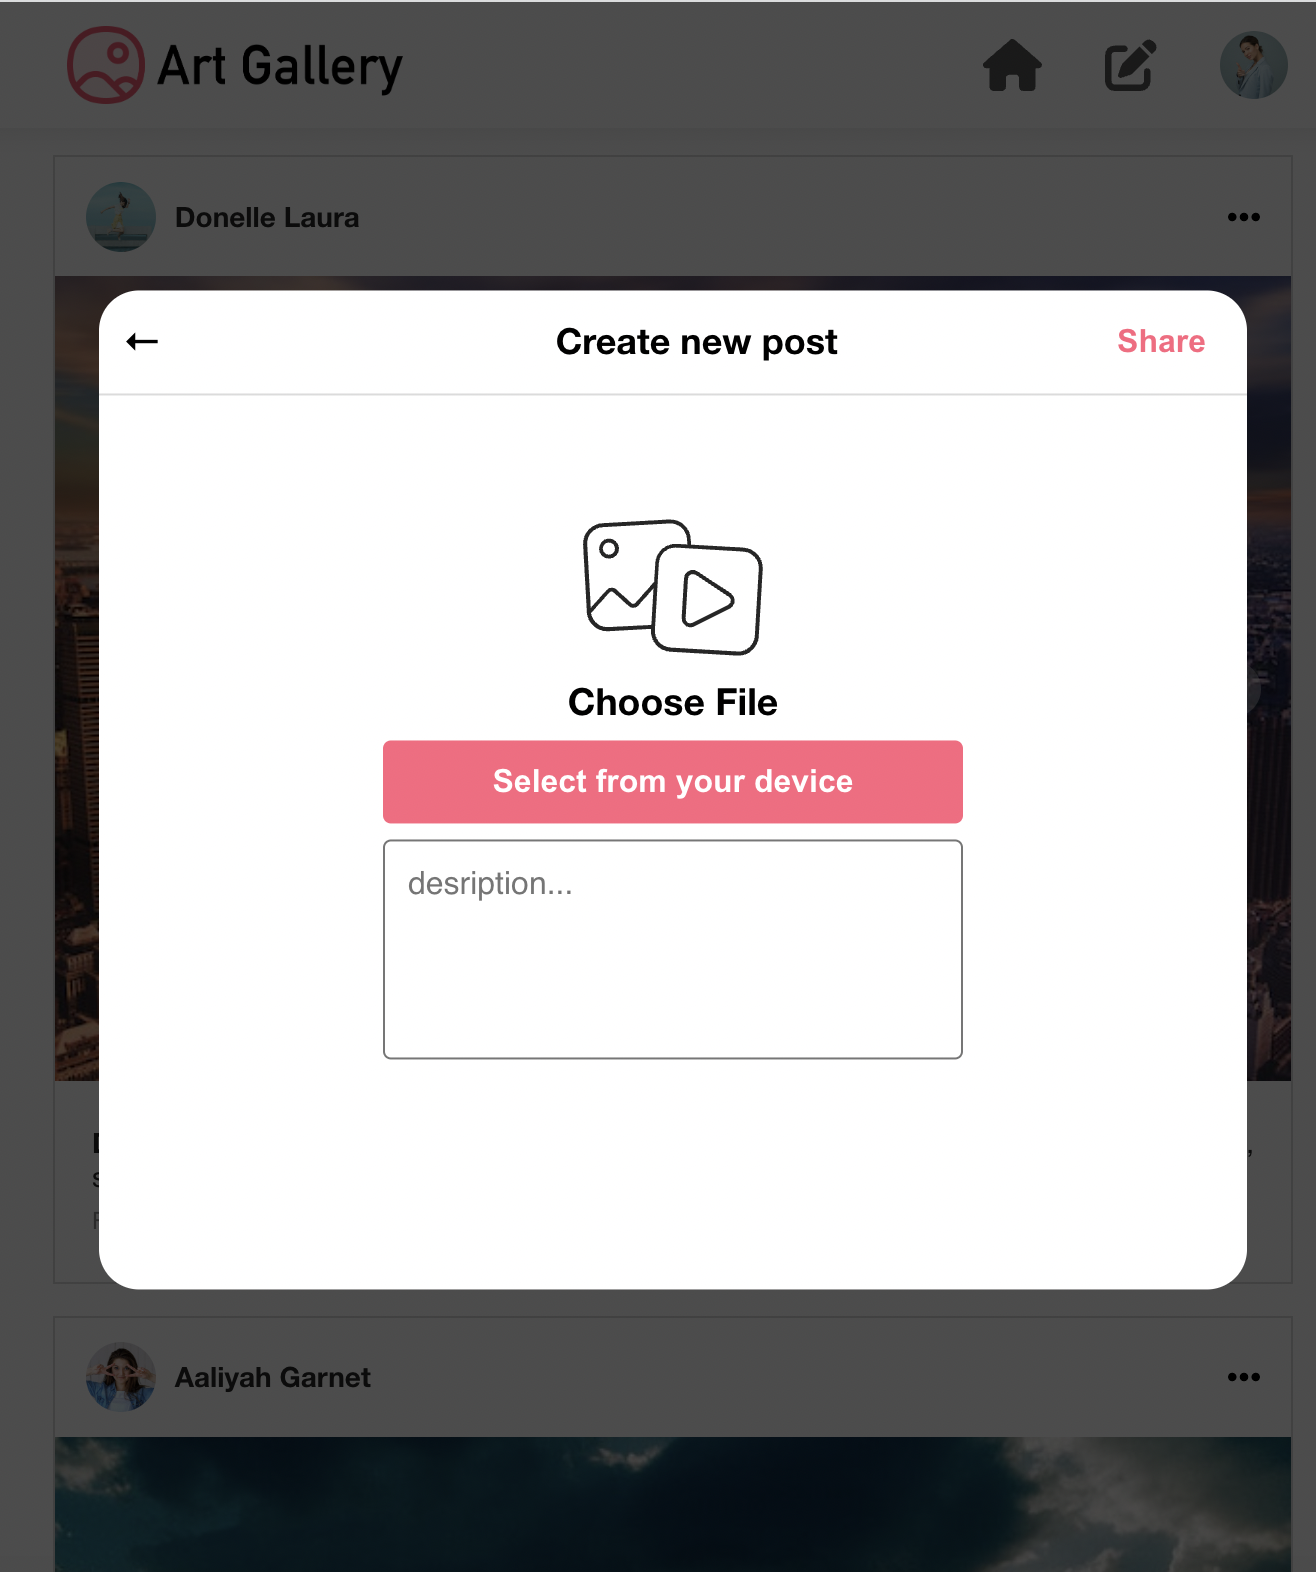 Art Gallery
Donelle Laura
Create new post
Share
Choose File
Select from your device
desription...
Aaliyah Garnet